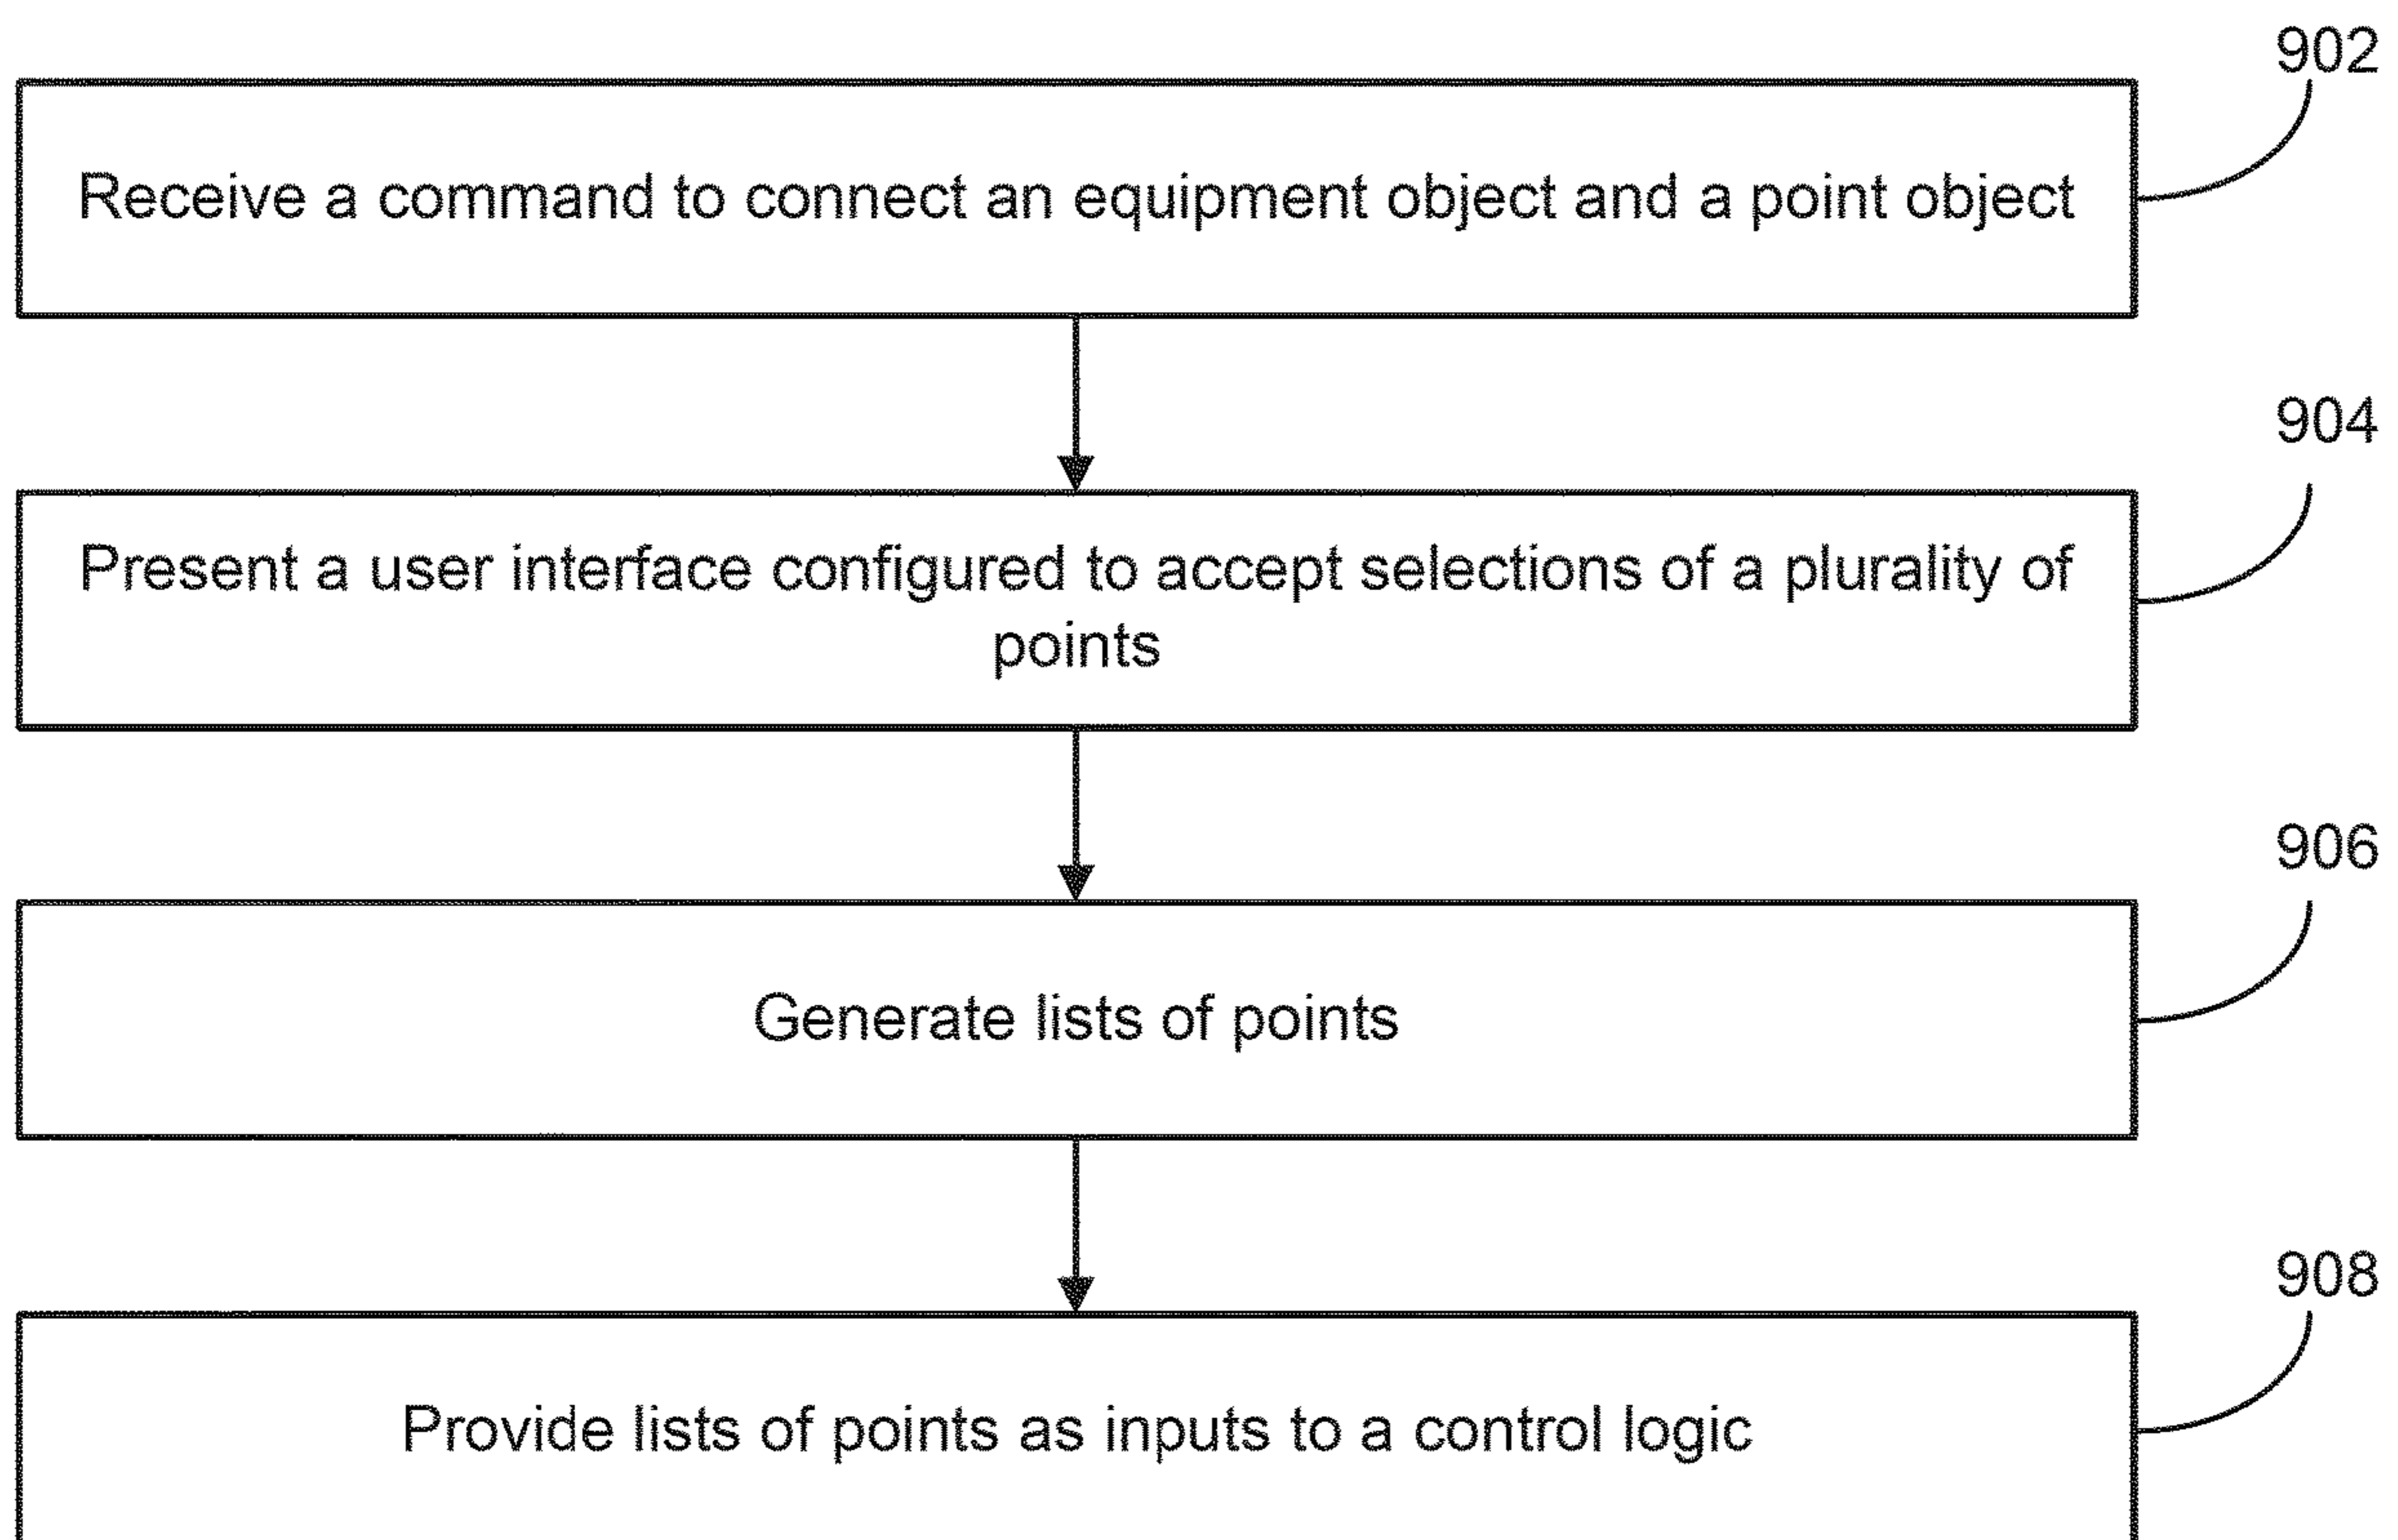 902
Receive a command to connect an equipment object and a point object
904
Present a user interface configured to accept selections of a plurality of
points
906
Generate lists of points
908
Provide lists of points as inputs to a control logic